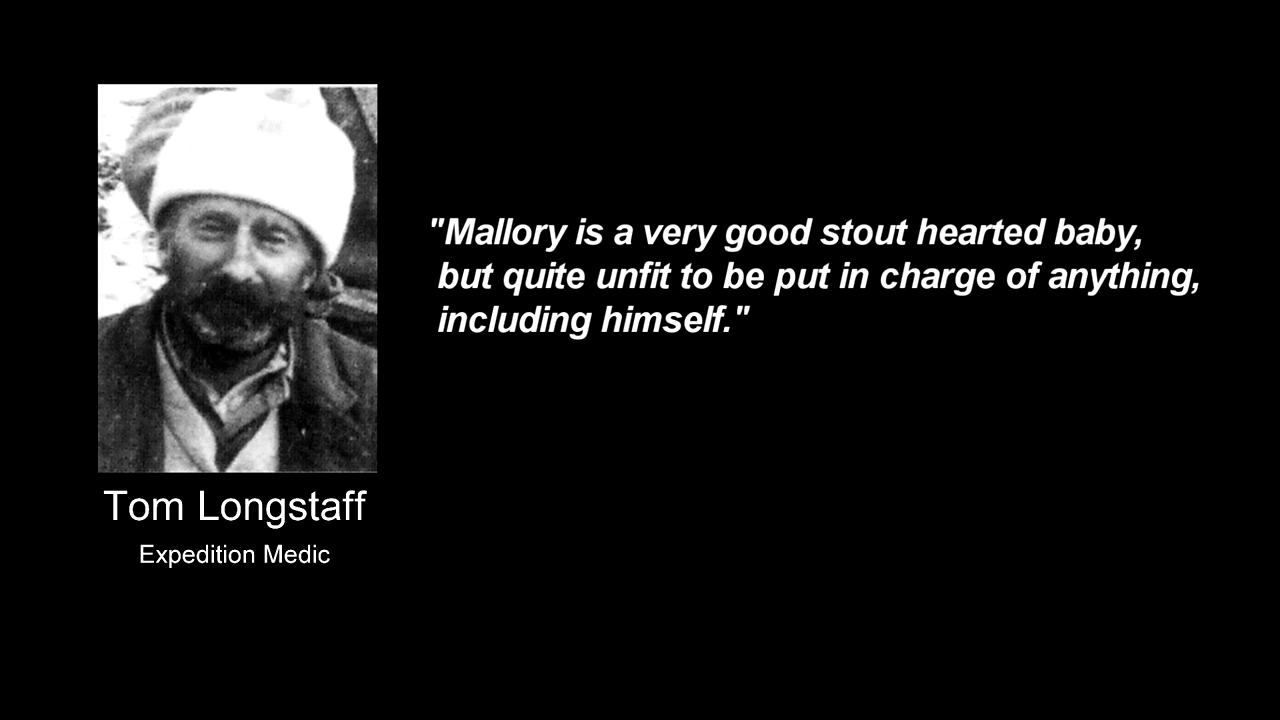 "Mallory is a very good stout hearted baby,
but quite unfit to be put in charge of anything,
including himself."
Tom Longstaff
Expedition Medic